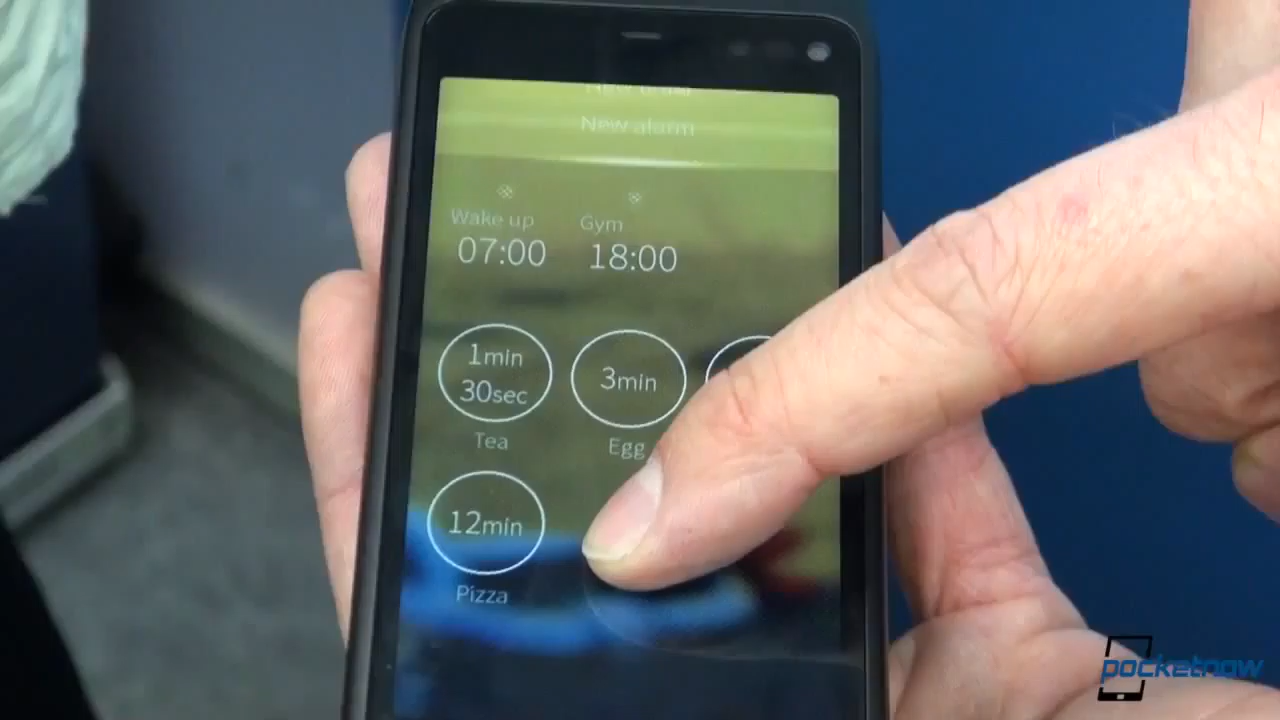 New alarm
Wake up
Gym
07:00
18:00
1min
30sec
3min
Tea
Egg
12min
Pizza
pocketnow